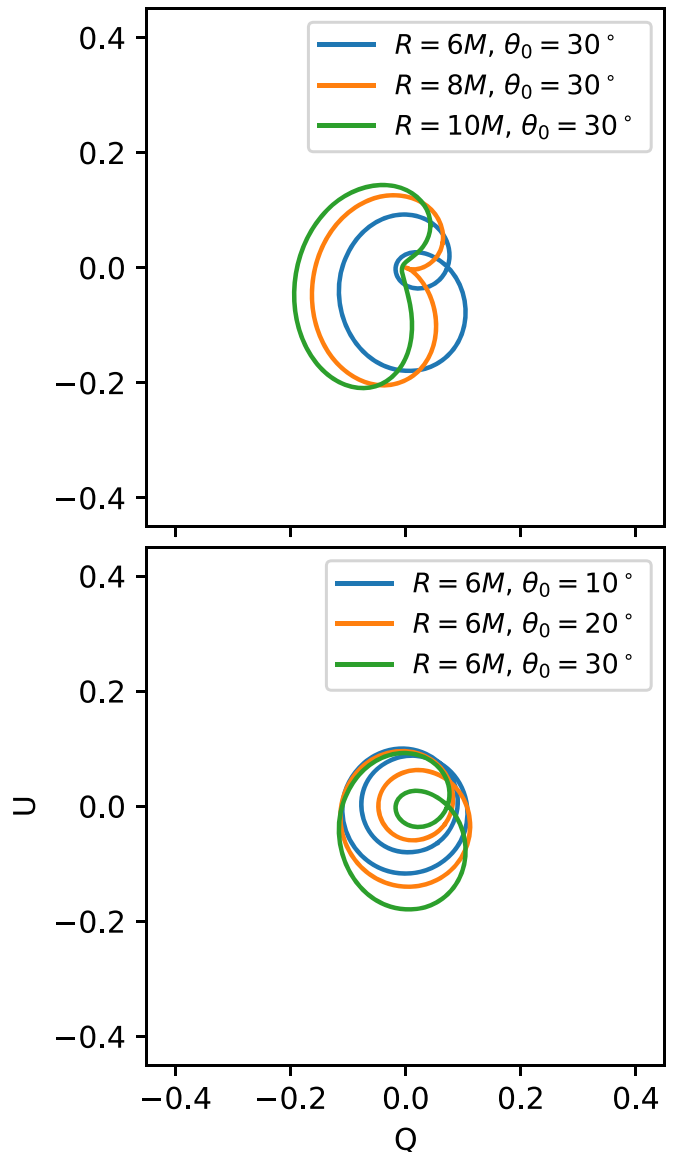 0.4
0.2
0.0
−0.2
−0.4
R = 6M, θ₀ = 30°
R = 8M, θ₀ = 30°
R = 10M, θ₀ = 30°
U
0.4
0.2
0.0
−0.2
−0.4
R = 6M, θ₀ = 10°
R = 6M, θ₀ = 20°
R = 6M, θ₀ = 30°
−0.4 −0.2 0.0 0.2 0.4
Q